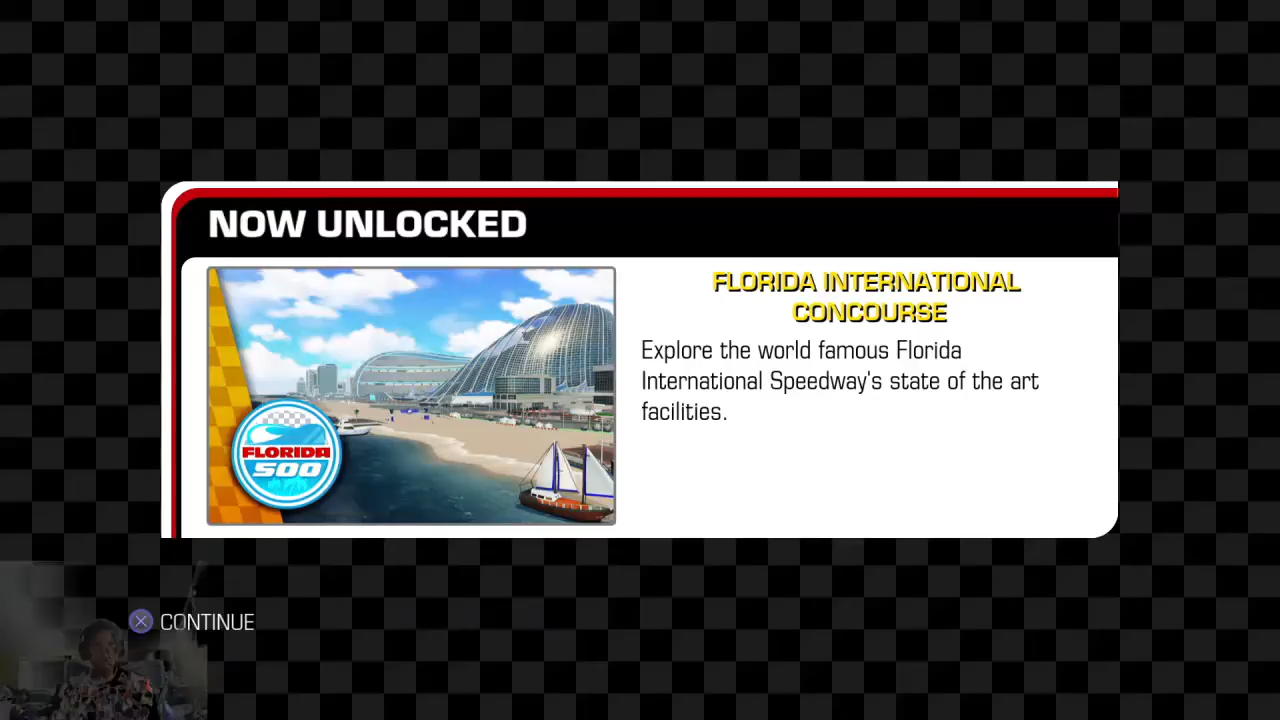 NOW UNLOCKED
FLORIDA INTERNATIONAL
CONCOURSE
Explore the world famous Florida
International Speedway's state of the art
facilities.
FLORIDA
500
CONTINUE